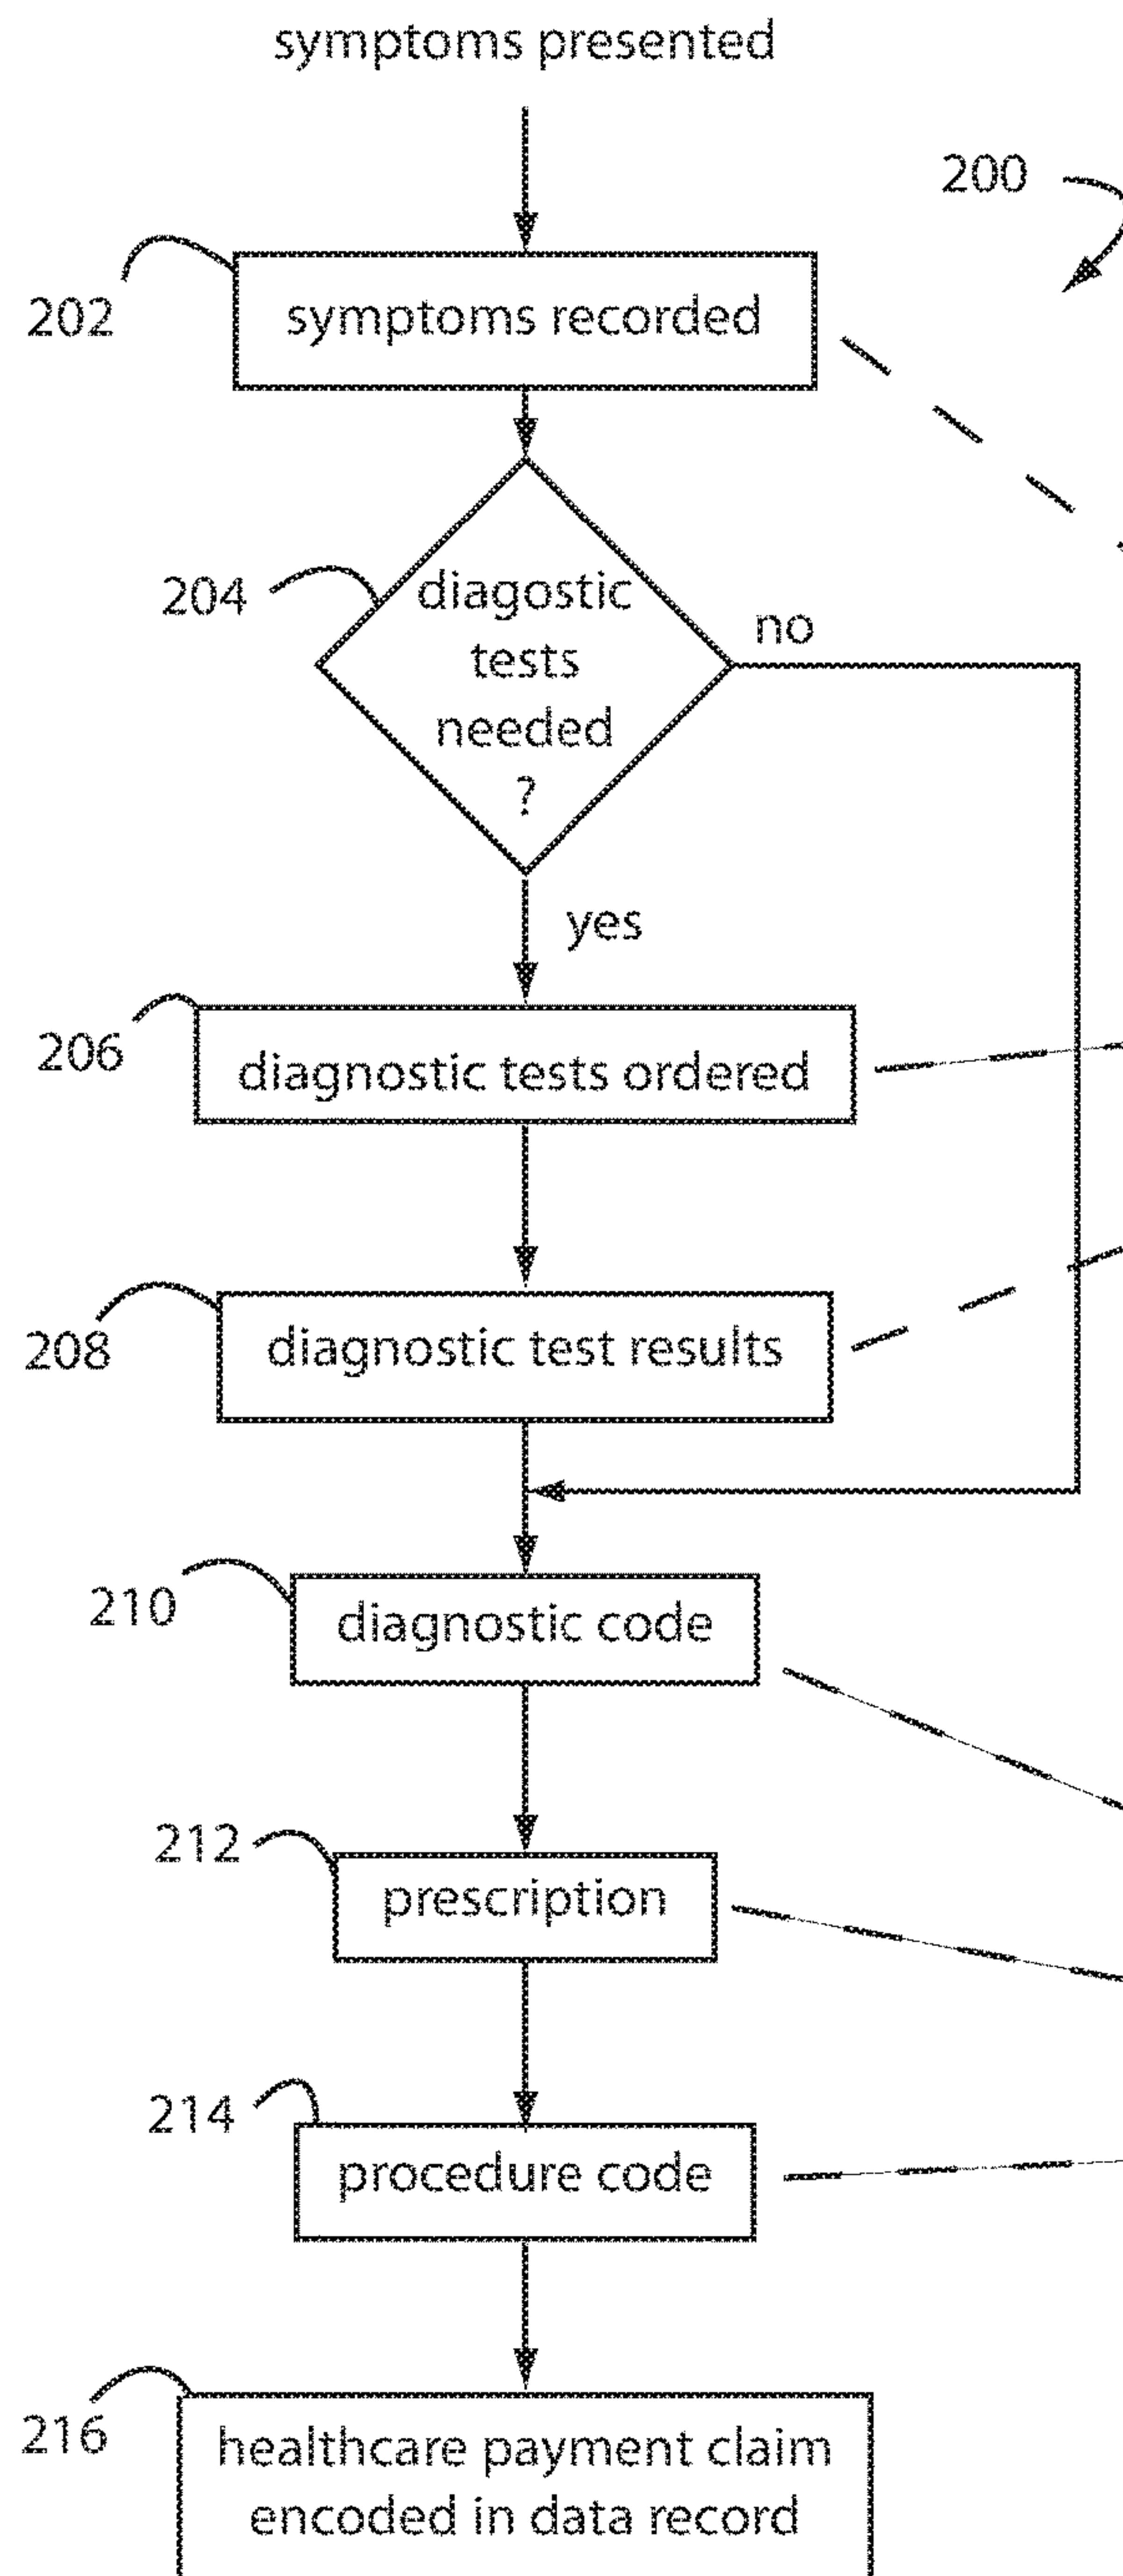 symptoms presented
200
202
symptoms recorded
204
diagostic
tests
needed
?
no
yes
206
diagnostic tests ordered
208
diagnostic test results
210
diagnostic code
212
prescription
214
procedure code
216
healthcare payment claim
encoded in data record